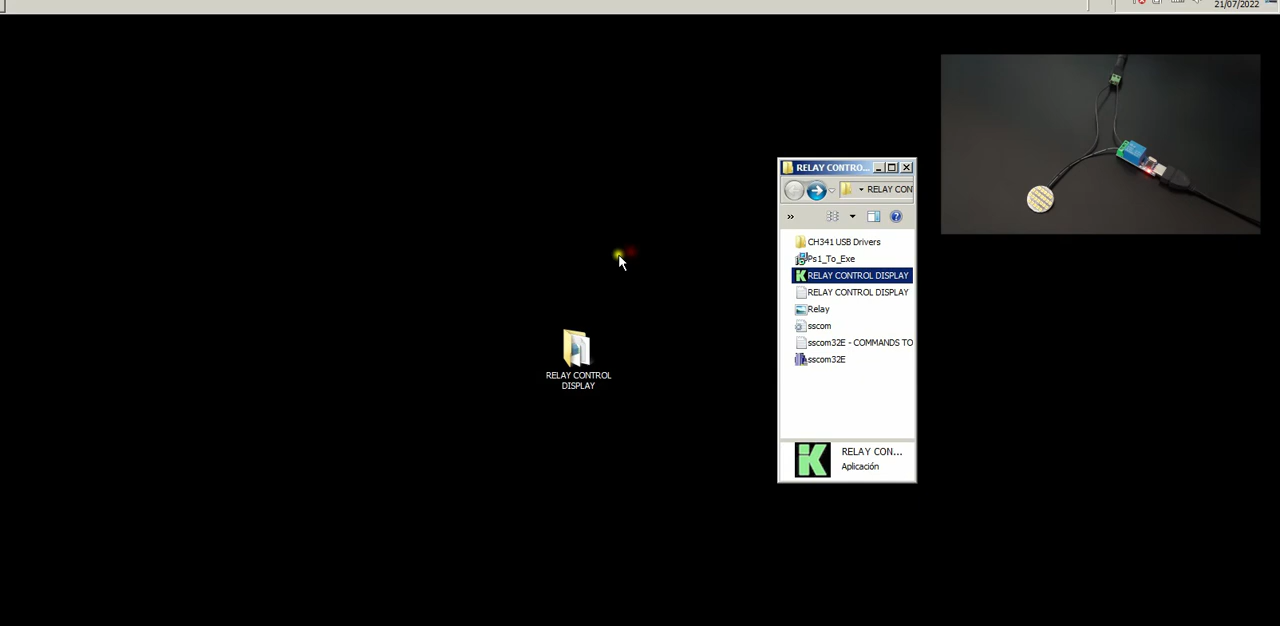 21/07/2022
RELAY CONTRO...
RELAY CON
»
CH341 USB Drivers
Ps1_To_Exe
RELAY CONTROL DISPLAY
RELAY CONTROL DISPLAY
Relay
sscom
sscom32E - COMMANDS TO
sscom32E
RELAY CON...
Aplicación
RELAY CONTROL
DISPLAY